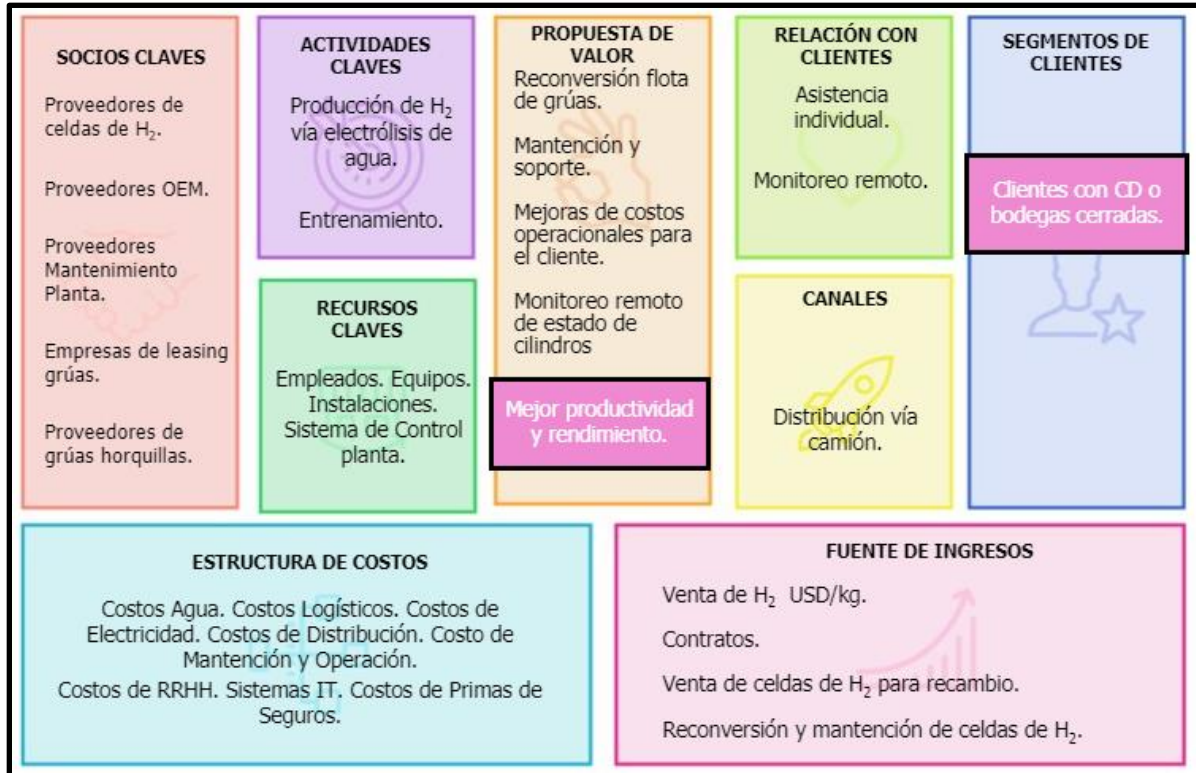 SOCIOS CLAVES
Proveedores de
celdas de H₂.
Proveedores OEM.
Proveedores
Mantenimiento
Planta.
Empresas de leasing
grúas.
Proveedores de
grúas horquillas.
ACTIVIDADES
CLAVES
Producción de H₂
vía electrólisis de
agua.
Entrenamiento.
RECURSOS
CLAVES
Empleados. Equipos.
Instalaciones.
Sistema de Control
planta.
PROPUESTA DE
VALOR
Reconversión flota
de grúas.
Mantención y
soporte.
Mejoras de costos
operacionales para
el cliente.
Monitoreo remoto
de estado de
cilindros
Mejor productividad
y rendimiento.
RELACIÓN CON
CLIENTES
Asistencia
individual.
Monitoreo remoto.
CANALES
Distribución vía
camión.
SEGMENTOS DE
CLIENTES
Clientes con CD o
bodegas cerradas.
ESTRUCTURA DE COSTOS
Costos Agua. Costos Logísticos. Costos de
Electricidad. Costos de Distribución. Costo de
Mantención y Operación.
Costos de RRHH. Sistemas IT. Costos de Primas de
Seguros.
FUENTE DE INGRESOS
Venta de H₂ USD/kg.
Contratos.
Venta de celdas de H₂ para recambio.
Reconversión y mantención de celdas de H₂.